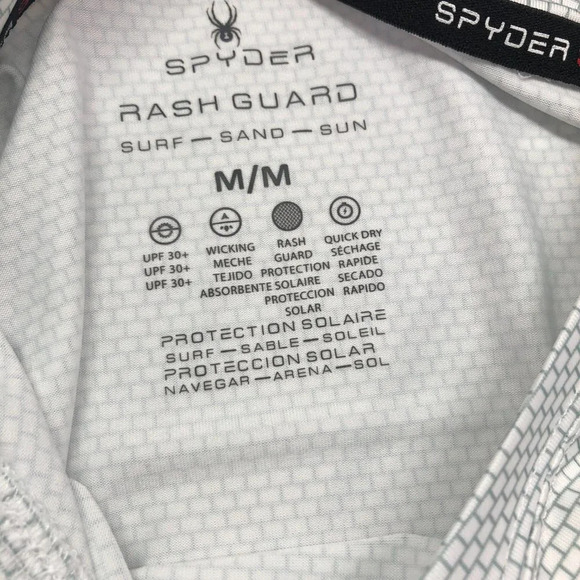 SPYDER
SPYDER
RASH GUARD
SURF — SAND — SUN
M/M
UPF 30+
UPF 30+
UPF 30+
WICKING
MECHE
TEJIDO
ABSORBENTE
RASH
GUARD
PROTECTION
SOLAIRE
PROTECCION
SOLAR
QUICK DRY
SÉCHAGE
RAPIDE
SECADO
RAPIDO
PROTECTION SOLAIRE
SURF — SABLE — SOLEIL
PROTECCION SOLAR
NAVEGAR — ARENA — SOL